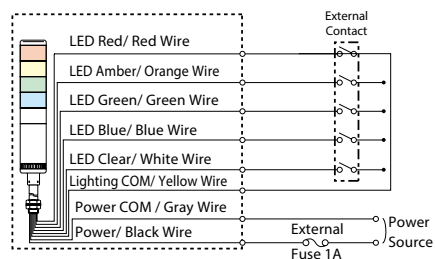 External
Contact
LED Red/ Red Wire
LED Amber/ Orange Wire
LED Green/ Green Wire
LED Blue/ Blue Wire
LED Clear/ White Wire
Lighting COM/ Yellow Wire
Power COM / Gray Wire
Power/ Black Wire
External
Fuse 1A
Power
Source